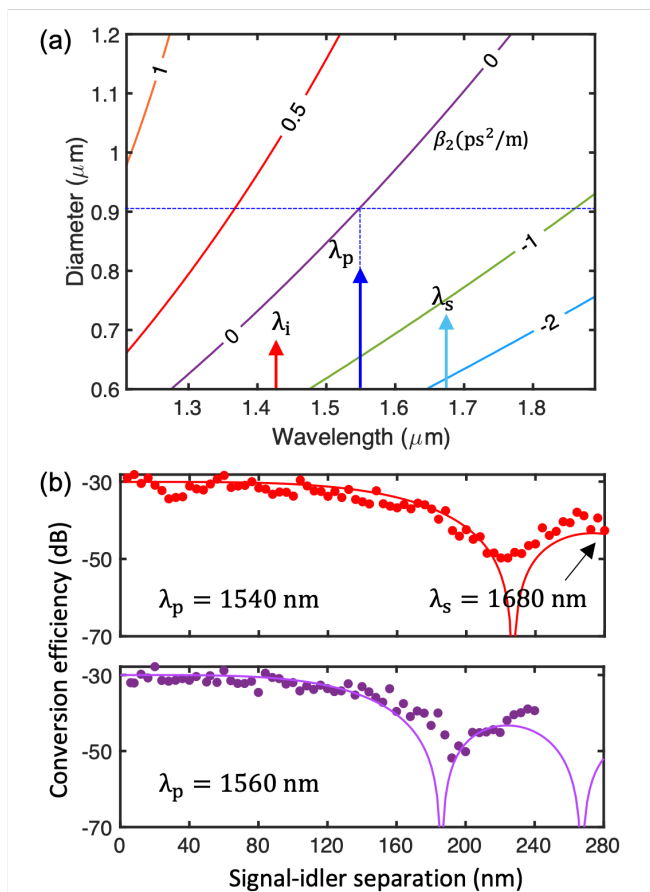 (a)
1.2
1.1
1
0.9
0.8
0.7
0.6
Diameter (μm)
1
0.5
0
β₂(ps²/m)
-1
-2
0
λp
λs
λi
1.3
1.4
1.5
1.6
1.7
1.8
Wavelength (μm)
(b)
-30
-50
-70
λp = 1540 nm
λs = 1680 nm
Conversion efficiency (dB)
-30
-50
-70
λp = 1560 nm
0
40
80
120
160
200
240
280
Signal-idler separation (nm)